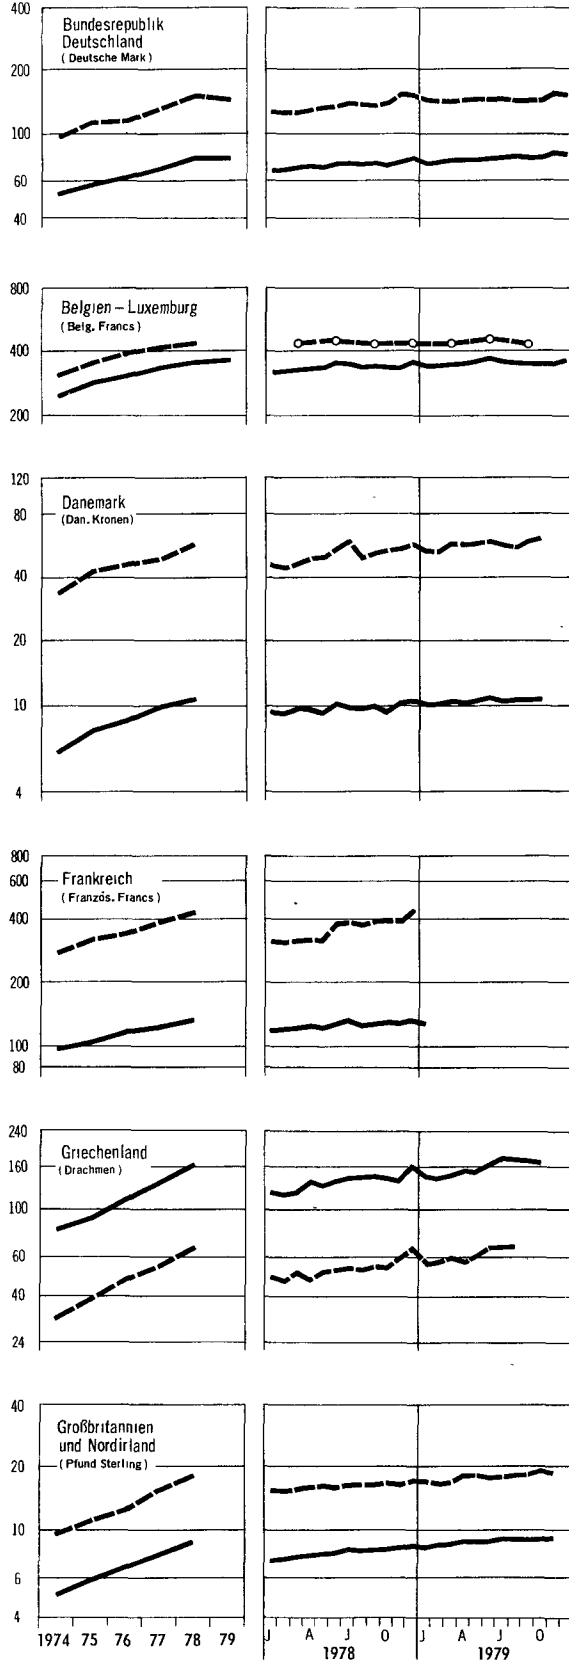 400
Bundesrepublik
Deutschland
(Deutsche Mark)
200
100
60
40
800
Belgien – Luxemburg
(Belg. Francs)
400
200
120
Danemark
(Dan. Kronen)
80
40
20
10
4
800
600
Frankreich
(Französ. Francs)
400
200
100
80
240
Griechenland
(Drachmen)
160
100
60
40
24
40
Großbritannien
und Nordirland
(Pfund Sterling)
20
10
6
4
1974 75 76 77 78 79
J A J O J A J O
1978 1979